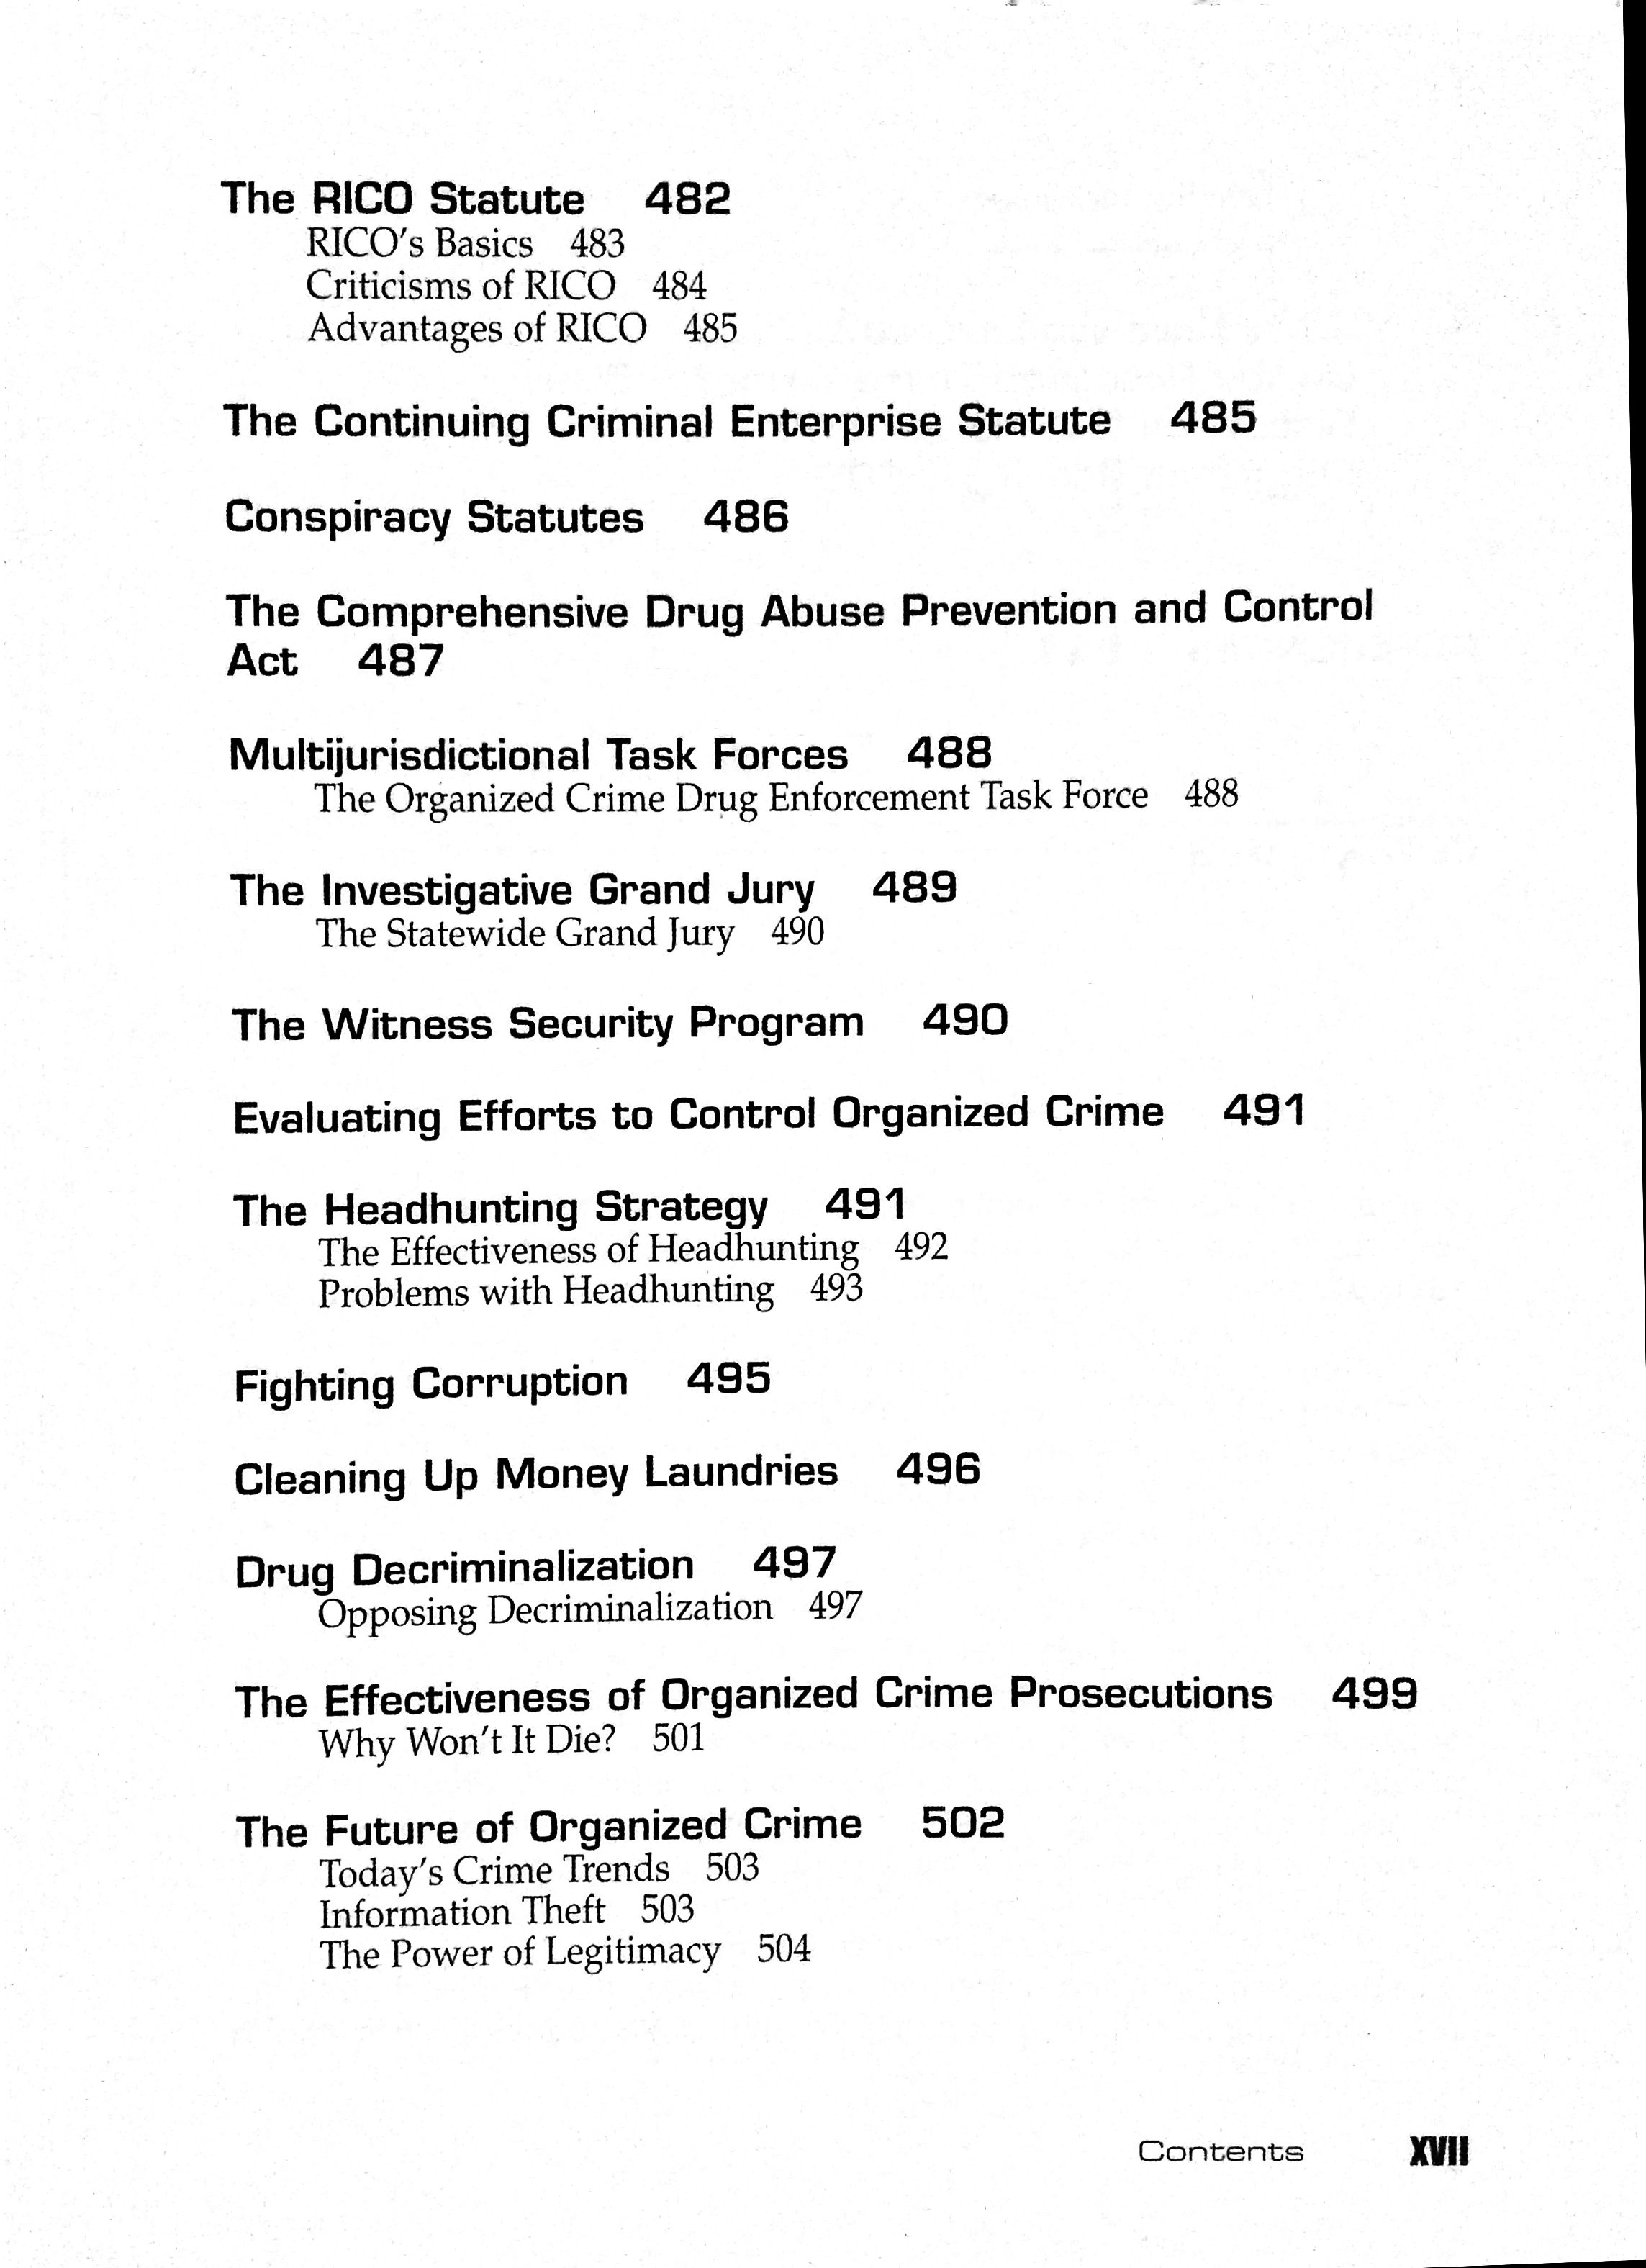 The RICO Statute 482
RICO's Basics 483
Criticisms of RICO 484
Advantages of RICO 485
The Continuing Criminal Enterprise Statute 485
Conspiracy Statutes 486
The Comprehensive Drug Abuse Prevention and Control
Act 487
Multijurisdictional Task Forces 488
The Organized Crime Drug Enforcement Task Force 488
The Investigative Grand Jury 489
The Statewide Grand Jury 490
The Witness Security Program 490
Evaluating Efforts to Control Organized Crime 491
The Headhunting Strategy 491
The Effectiveness of Headhunting 492
Problems with Headhunting 493
Fighting Corruption 495
Cleaning Up Money Laundries 496
Drug Decriminalization 497
Opposing Decriminalization 497
The Effectiveness of Organized Crime Prosecutions 499
Why Won't It Die? 501
The Future of Organized Crime 502
Today's Crime Trends 503
Information Theft 503
The Power of Legitimacy 504
Contents XVII